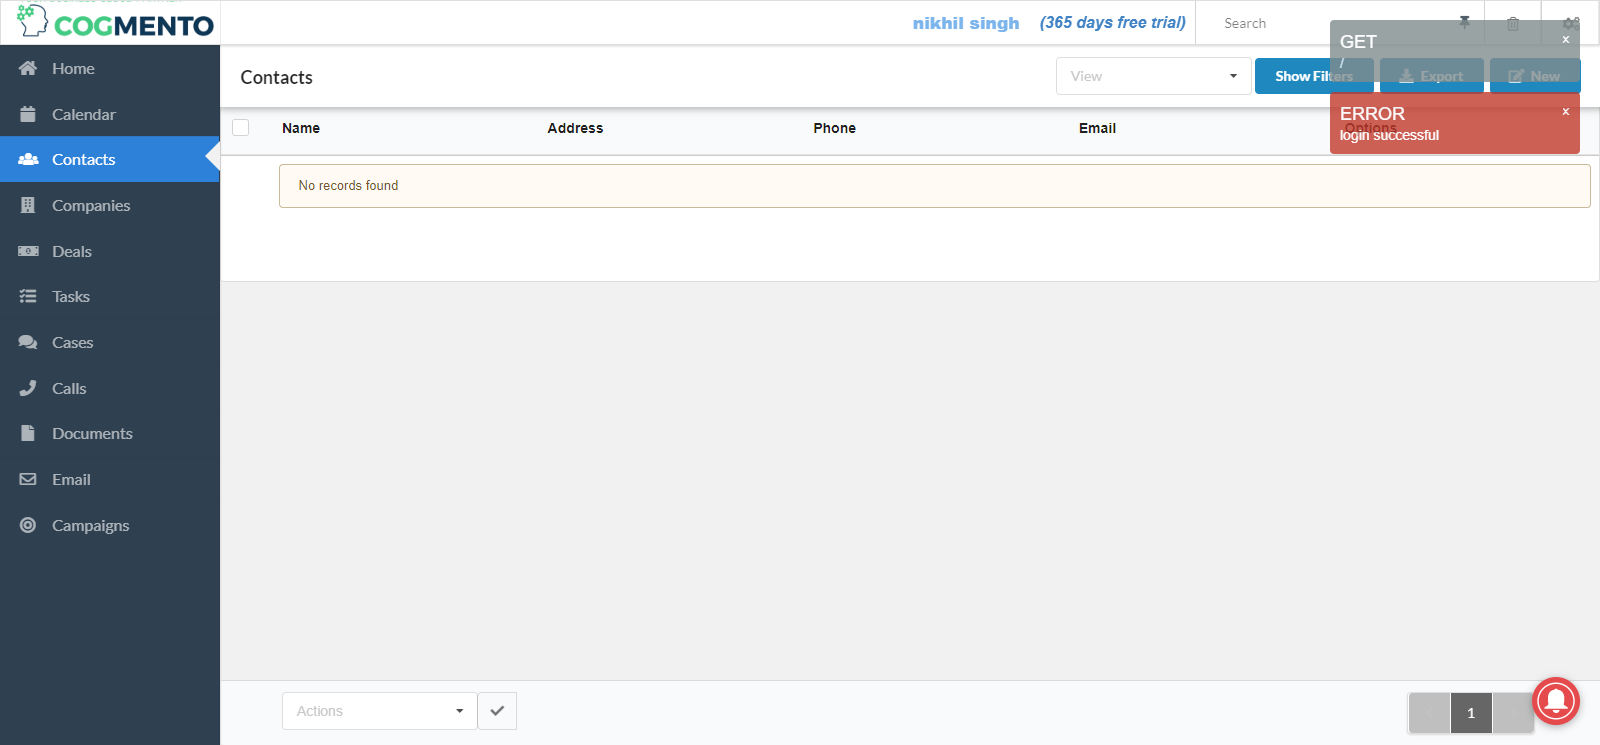 COGMENTO
nikhil singh
(365 days free trial)
Search
Home
Calendar
Contacts
Companies
Deals
Tasks
Cases
Calls
Documents
Email
Campaigns
Contacts
View
Show Filters
Export
New
GET
/
x
ERROR
login successful
x
Name
Address
Phone
Email
Options
No records found
Actions
1